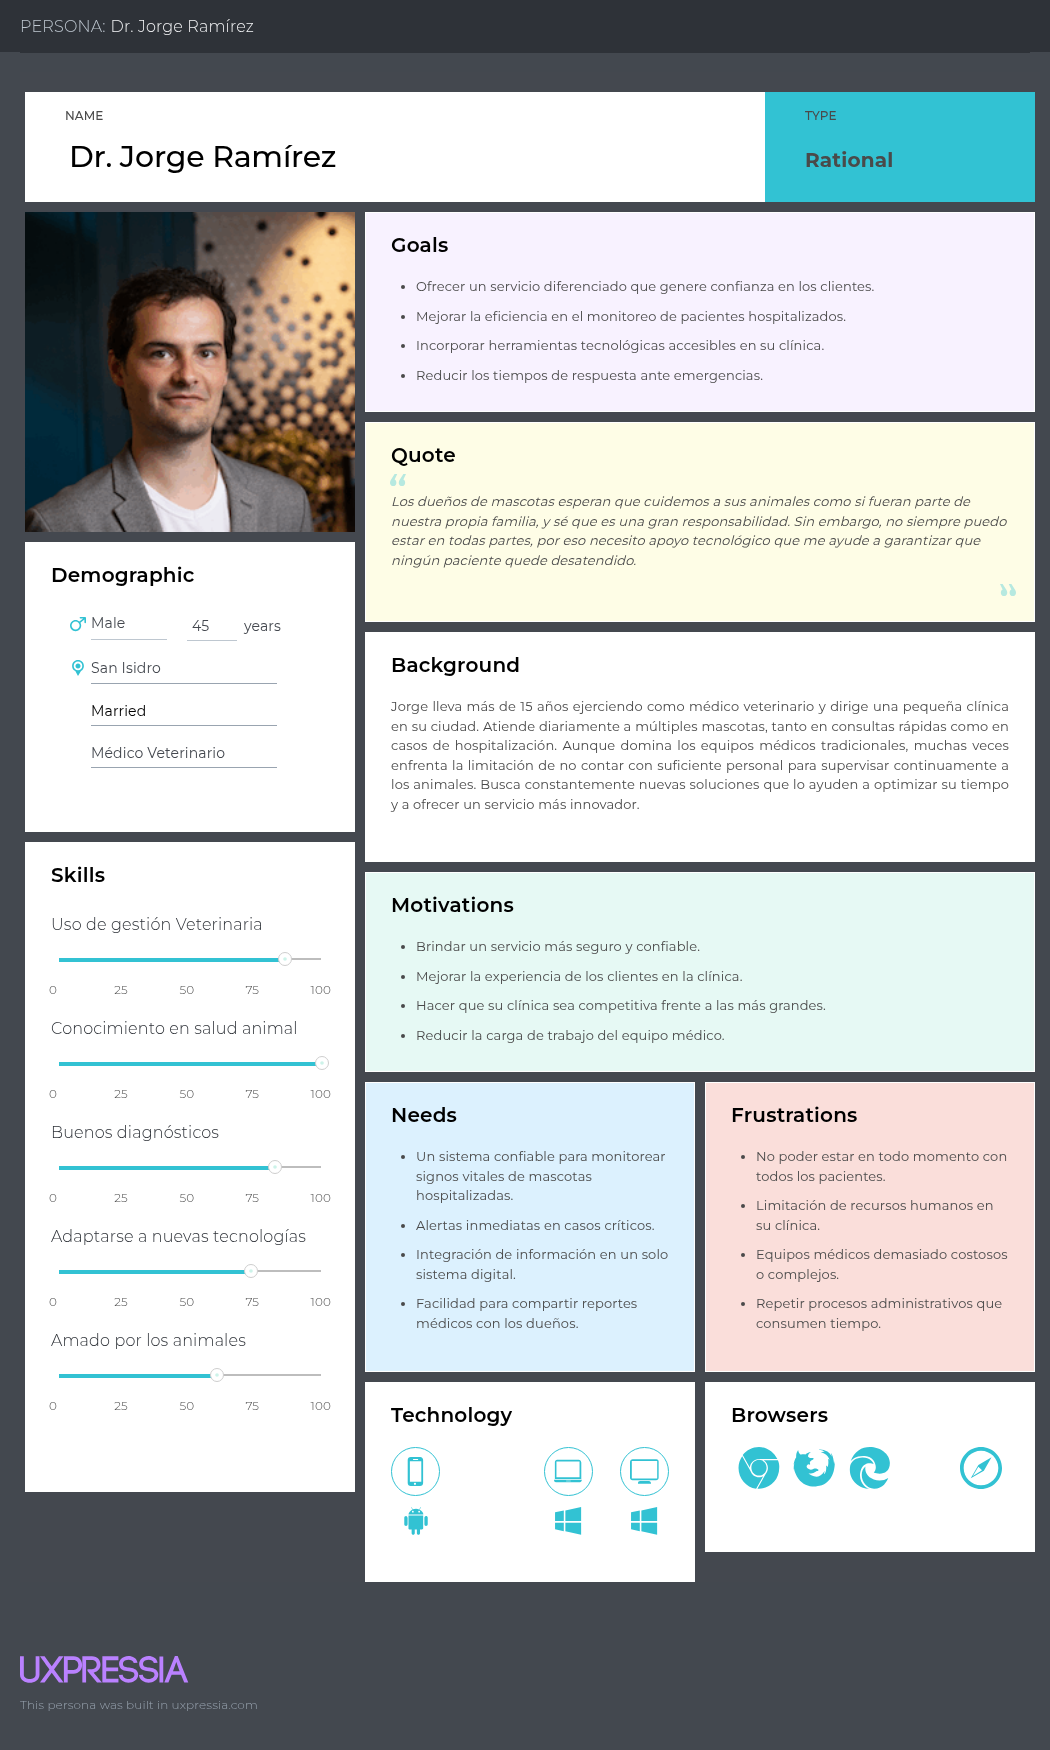 PERSONA: Dr. Jorge Ramírez
NAME
Dr. Jorge Ramírez
TYPE
Rational
Goals
Ofrecer un servicio diferenciado que genere confianza en los clientes.
Mejorar la eficiencia en el monitoreo de pacientes hospitalizados.
Incorporar herramientas tecnológicas accesibles en su clínica.
Reducir los tiempos de respuesta ante emergencias.
Quote
“
Los dueños de mascotas esperan que cuidemos a sus animales como si fueran parte de
nuestra propia familia, y sé que es una gran responsabilidad. Sin embargo, no siempre puedo
estar en todas partes, por eso necesito apoyo tecnológico que me ayude a garantizar que
ningún paciente quede desatendido.
”
Demographic
Male 45 years
San Isidro
Married
Médico Veterinario
Background
Jorge lleva más de 15 años ejerciendo como médico veterinario y dirige una pequeña clínica
en su ciudad. Atiende diariamente a múltiples mascotas, tanto en consultas rápidas como en
casos de hospitalización. Aunque domina los equipos médicos tradicionales, muchas veces
enfrenta la limitación de no contar con suficiente personal para supervisar continuamente a
los animales. Busca constantemente nuevas soluciones que lo ayuden a optimizar su tiempo
y a ofrecer un servicio más innovador.
Skills
Uso de gestión Veterinaria
0 25 50 75 100
Conocimiento en salud animal
0 25 50 75 100
Buenos diagnósticos
0 25 50 75 100
Adaptarse a nuevas tecnologías
0 25 50 75 100
Amado por los animales
0 25 50 75 100
Motivations
Brindar un servicio más seguro y confiable.
Mejorar la experiencia de los clientes en la clínica.
Hacer que su clínica sea competitiva frente a las más grandes.
Reducir la carga de trabajo del equipo médico.
Needs
Un sistema confiable para monitorear
signos vitales de mascotas
hospitalizadas.
Alertas inmediatas en casos críticos.
Integración de información en un solo
sistema digital.
Facilidad para compartir reportes
médicos con los dueños.
Frustrations
No poder estar en todo momento con
todos los pacientes.
Limitación de recursos humanos en
su clínica.
Equipos médicos demasiado costosos
o complejos.
Repetir procesos administrativos que
consumen tiempo.
Technology
Browsers
UXPRESSIA
This persona was built in uxpressia.com